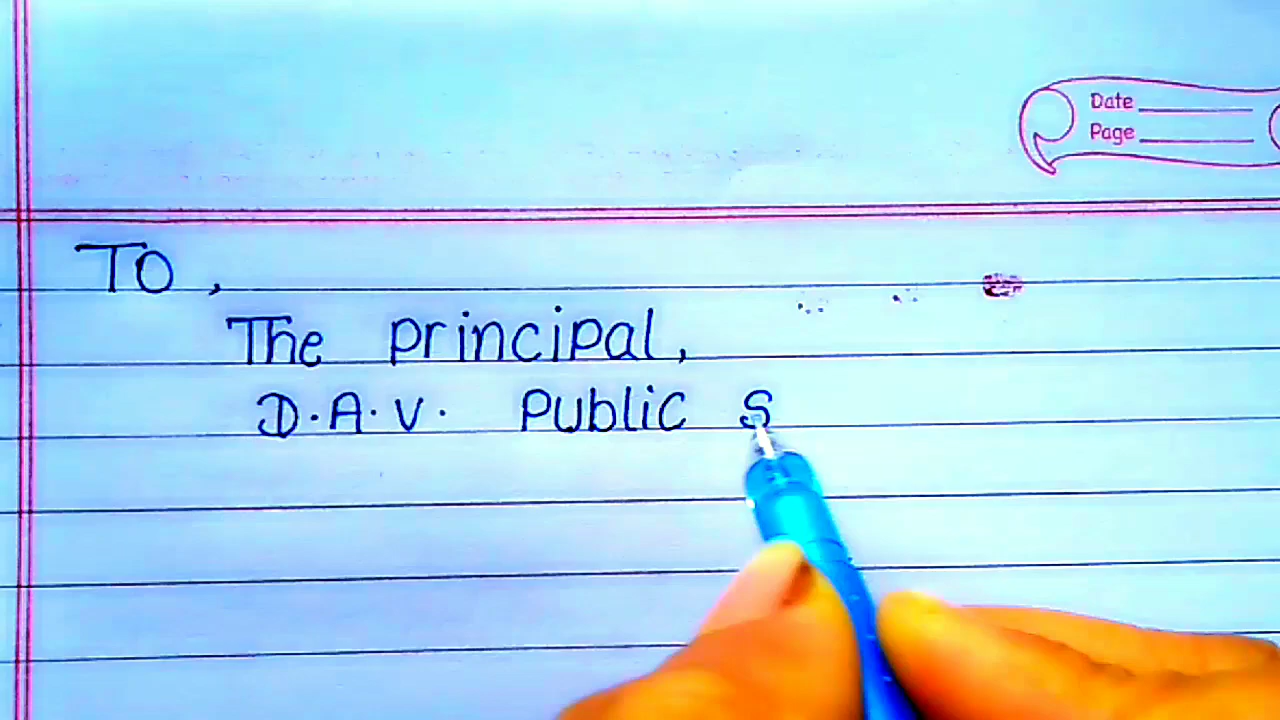 Date
Page
To,
The principal,
D.A.V. Public S